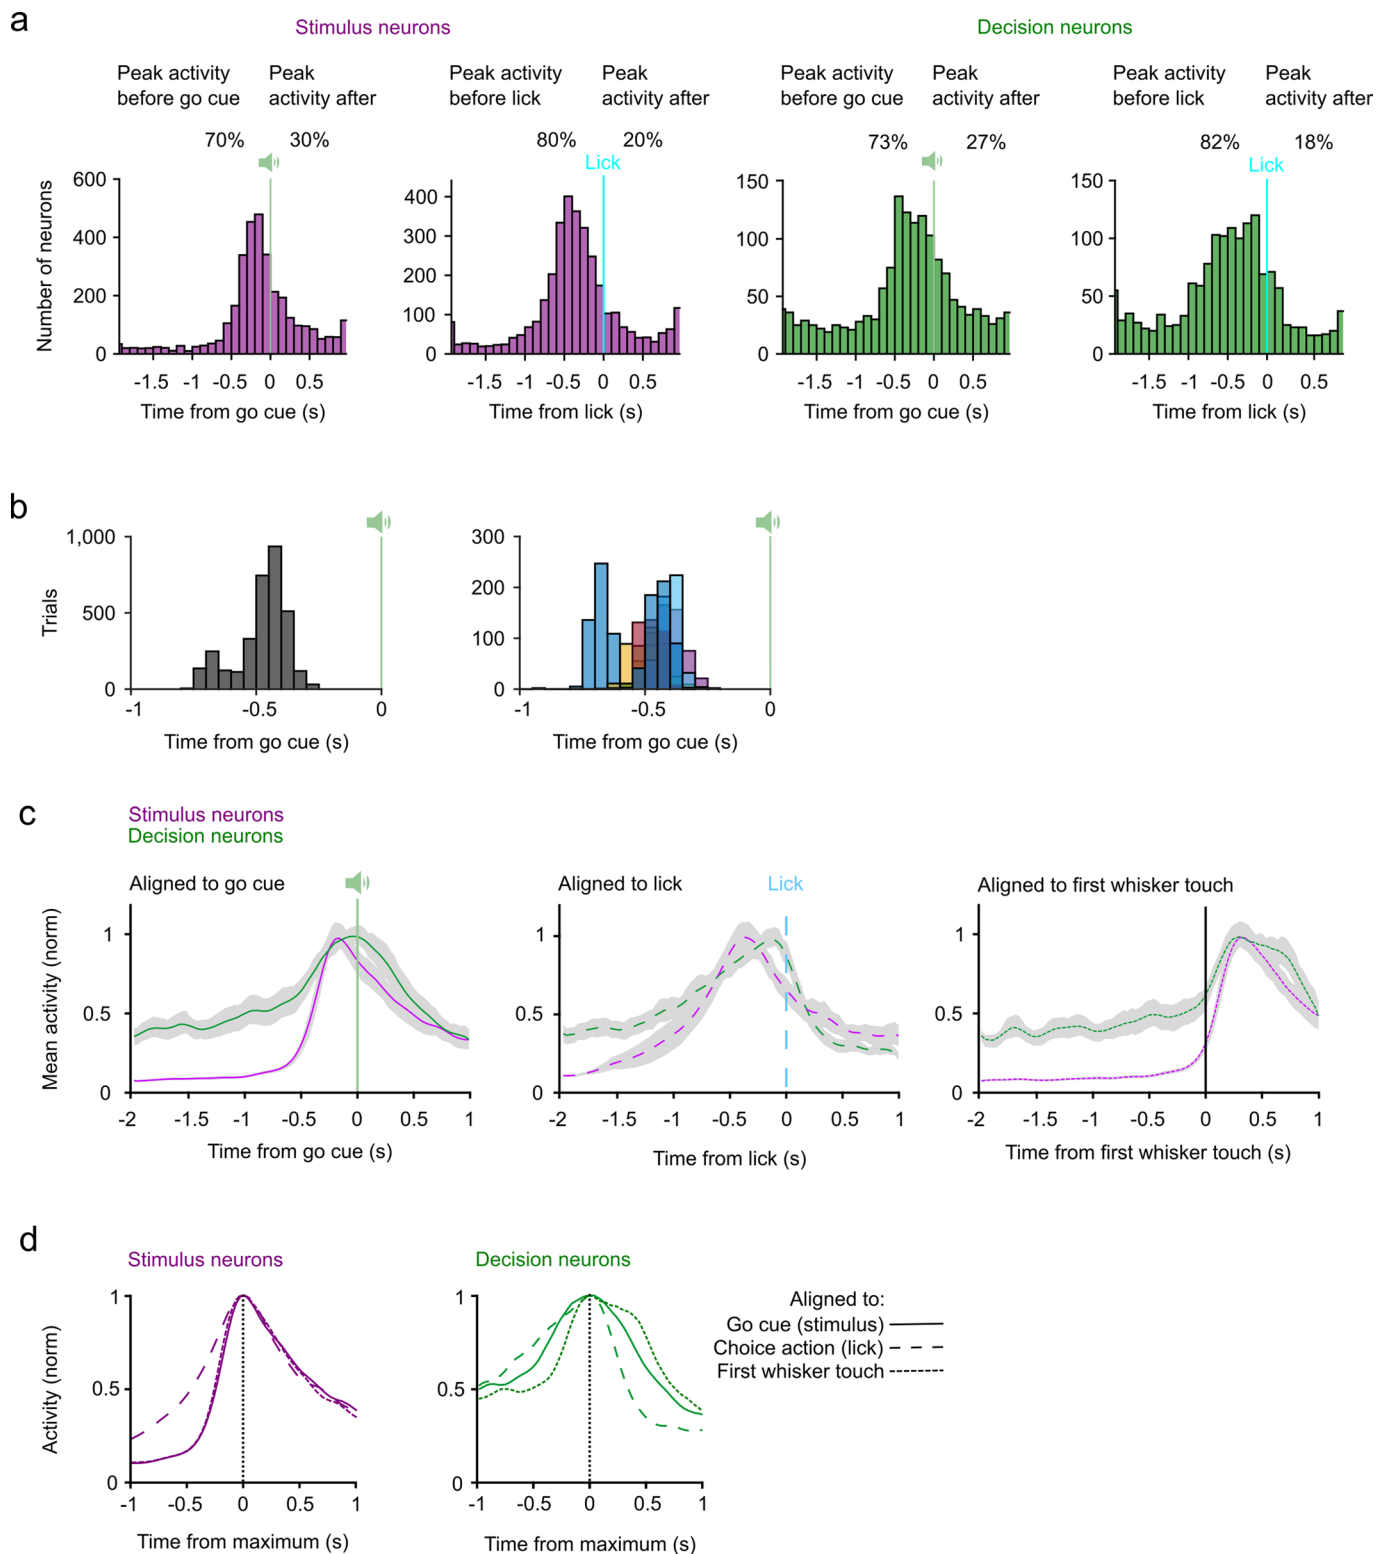 a
Stimulus neurons
Decision neurons
Peak activity before go cue
Peak activity after
70%
30%
Peak activity before lick
Peak activity after
80%
20%
Lick
Peak activity before go cue
Peak activity after
73%
27%
Peak activity before lick
Peak activity after
82%
18%
Lick
Number of neurons
600
400
200
0
-1.5 -1 -0.5 0 0.5
Time from go cue (s)
400
300
200
100
0
-1.5 -1 -0.5 0 0.5
Time from lick (s)
150
100
50
0
-1.5 -1 -0.5 0 0.5
Time from go cue (s)
150
100
50
0
-1.5 -1 -0.5 0 0.5
Time from lick (s)
b
Trials
1,000
500
0
-1 -0.5 0
Time from go cue (s)
300
200
100
0
-1 -0.5 0
Time from go cue (s)
c
Stimulus neurons
Decision neurons
Aligned to go cue
Mean activity (norm)
1
0.5
0
-2 -1.5 -1 -0.5 0 0.5 1
Time from go cue (s)
Aligned to lick
Lick
1
0.5
0
-2 -1.5 -1 -0.5 0 0.5 1
Time from lick (s)
Aligned to first whisker touch
1
0.5
0
-2 -1.5 -1 -0.5 0 0.5 1
Time from first whisker touch (s)
d
Stimulus neurons
Activity (norm)
1
0.5
0
-1 -0.5 0 0.5 1
Time from maximum (s)
Decision neurons
1
0.5
0
-1 -0.5 0 0.5 1
Time from maximum (s)
Aligned to:
Go cue (stimulus)
Choice action (lick)
First whisker touch